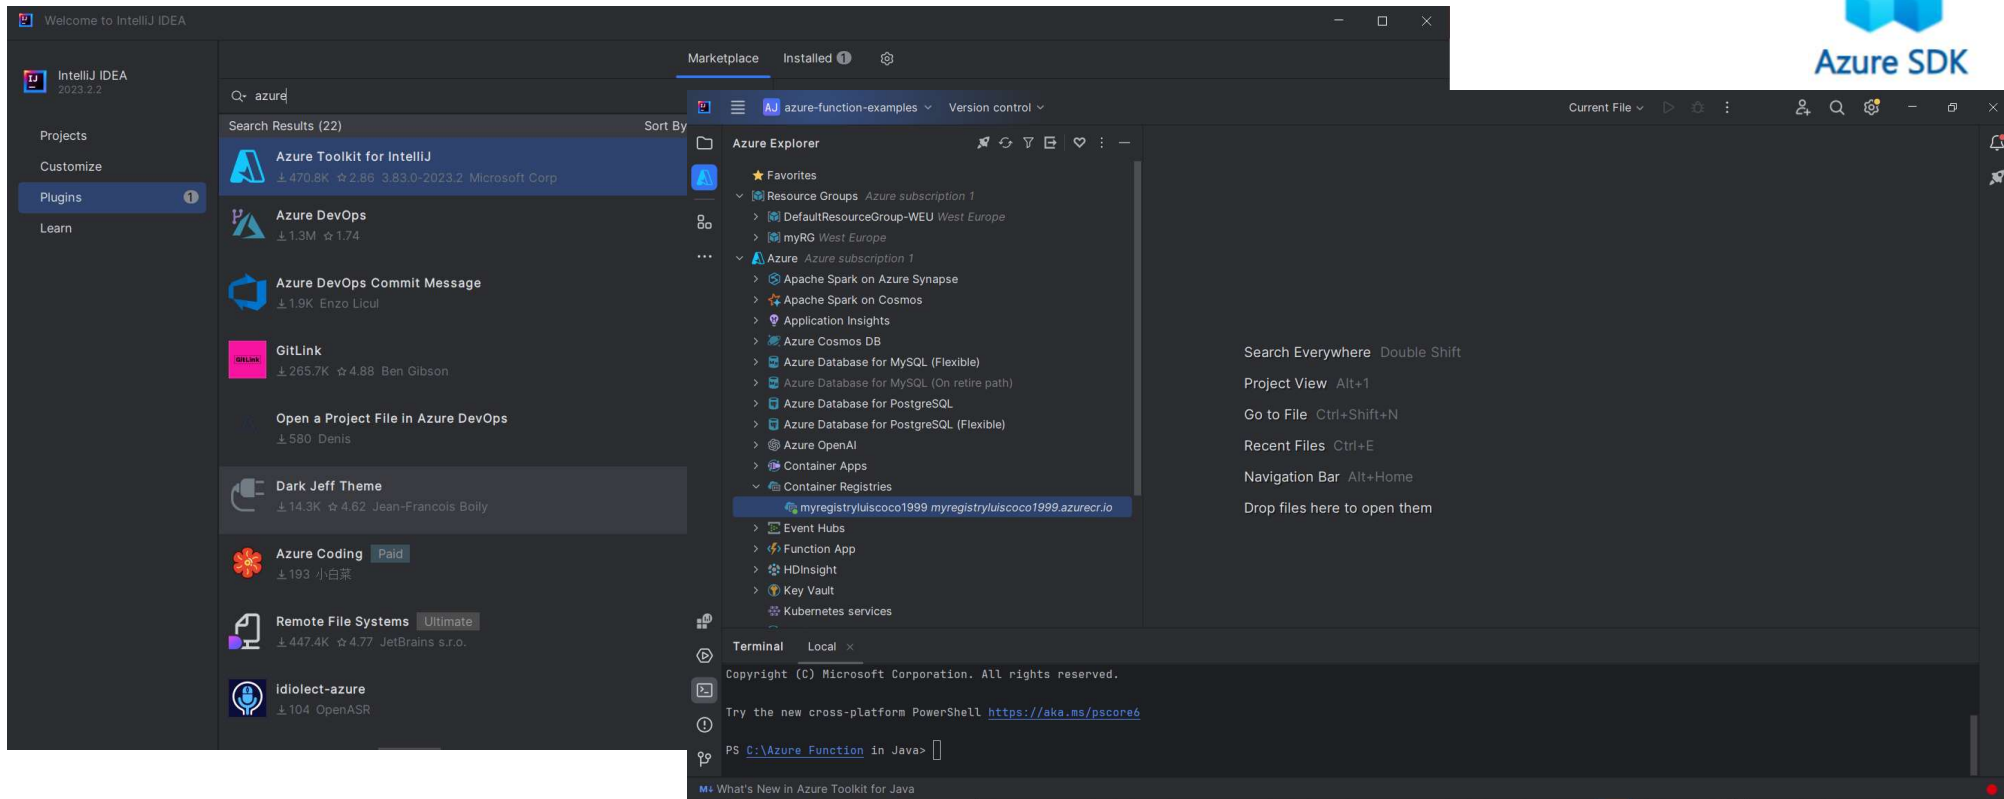 Welcome to IntelliJ IDEA
IntelliJ IDEA
2023.2.2
Projects
Customize
Plugins 1
Learn
Marketplace Installed 1
azure
Search Results (22) Sort By
Azure Toolkit for IntelliJ
470.8K 2.86 3.83.0-2023.2 Microsoft Corp
Azure DevOps
1.3M 1.74
Azure DevOps Commit Message
1.9K Enzo Licul
GitLink
GitLink
265.7K 4.88 Ben Gibson
Open a Project File in Azure DevOps
580 Denis
Dark Jeff Theme
14.3K 4.62 Jean-Francois Boily
Azure Coding Paid
193 小白菜
Remote File Systems Ultimate
447.4K 4.77 JetBrains s.r.o.
idiolect-azure
104 OpenASR
Azure SDK
AJ azure-function-examples Version control Current File
Azure Explorer
Favorites
Resource Groups Azure subscription 1
DefaultResourceGroup-WEU West Europe
myRG West Europe
Azure Azure subscription 1
Apache Spark on Azure Synapse
Apache Spark on Cosmos
Application Insights
Azure Cosmos DB
Azure Database for MySQL (Flexible)
Azure Database for MySQL (On retire path)
Azure Database for PostgreSQL
Azure Database for PostgreSQL (Flexible)
Azure OpenAI
Container Apps
Container Registries
myregistryluiscoco1999 myregistryluiscoco1999.azurecr.io
Event Hubs
Function App
HDInsight
Key Vault
Kubernetes services
Search Everywhere Double Shift
Project View Alt+1
Go to File Ctrl+Shift+N
Recent Files Ctrl+E
Navigation Bar Alt+Home
Drop files here to open them
Terminal Local
Copyright (C) Microsoft Corporation. All rights reserved.
Try the new cross-platform PowerShell https://aka.ms/pscore6
PS C:\Azure Function in Java>
M↓ What's New in Azure Toolkit for Java